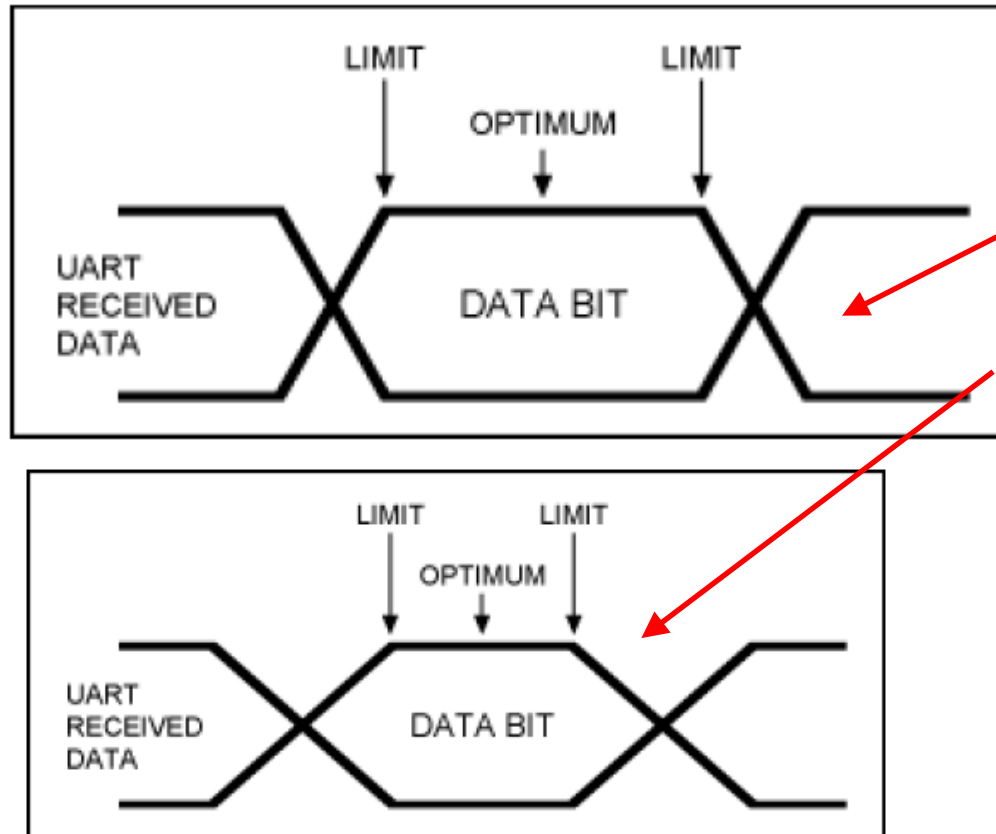 LIMIT LIMIT
OPTIMUM
UART
RECEIVED
DATA
DATA BIT
LIMIT LIMIT
OPTIMUM
UART
RECEIVED
DATA
DATA BIT